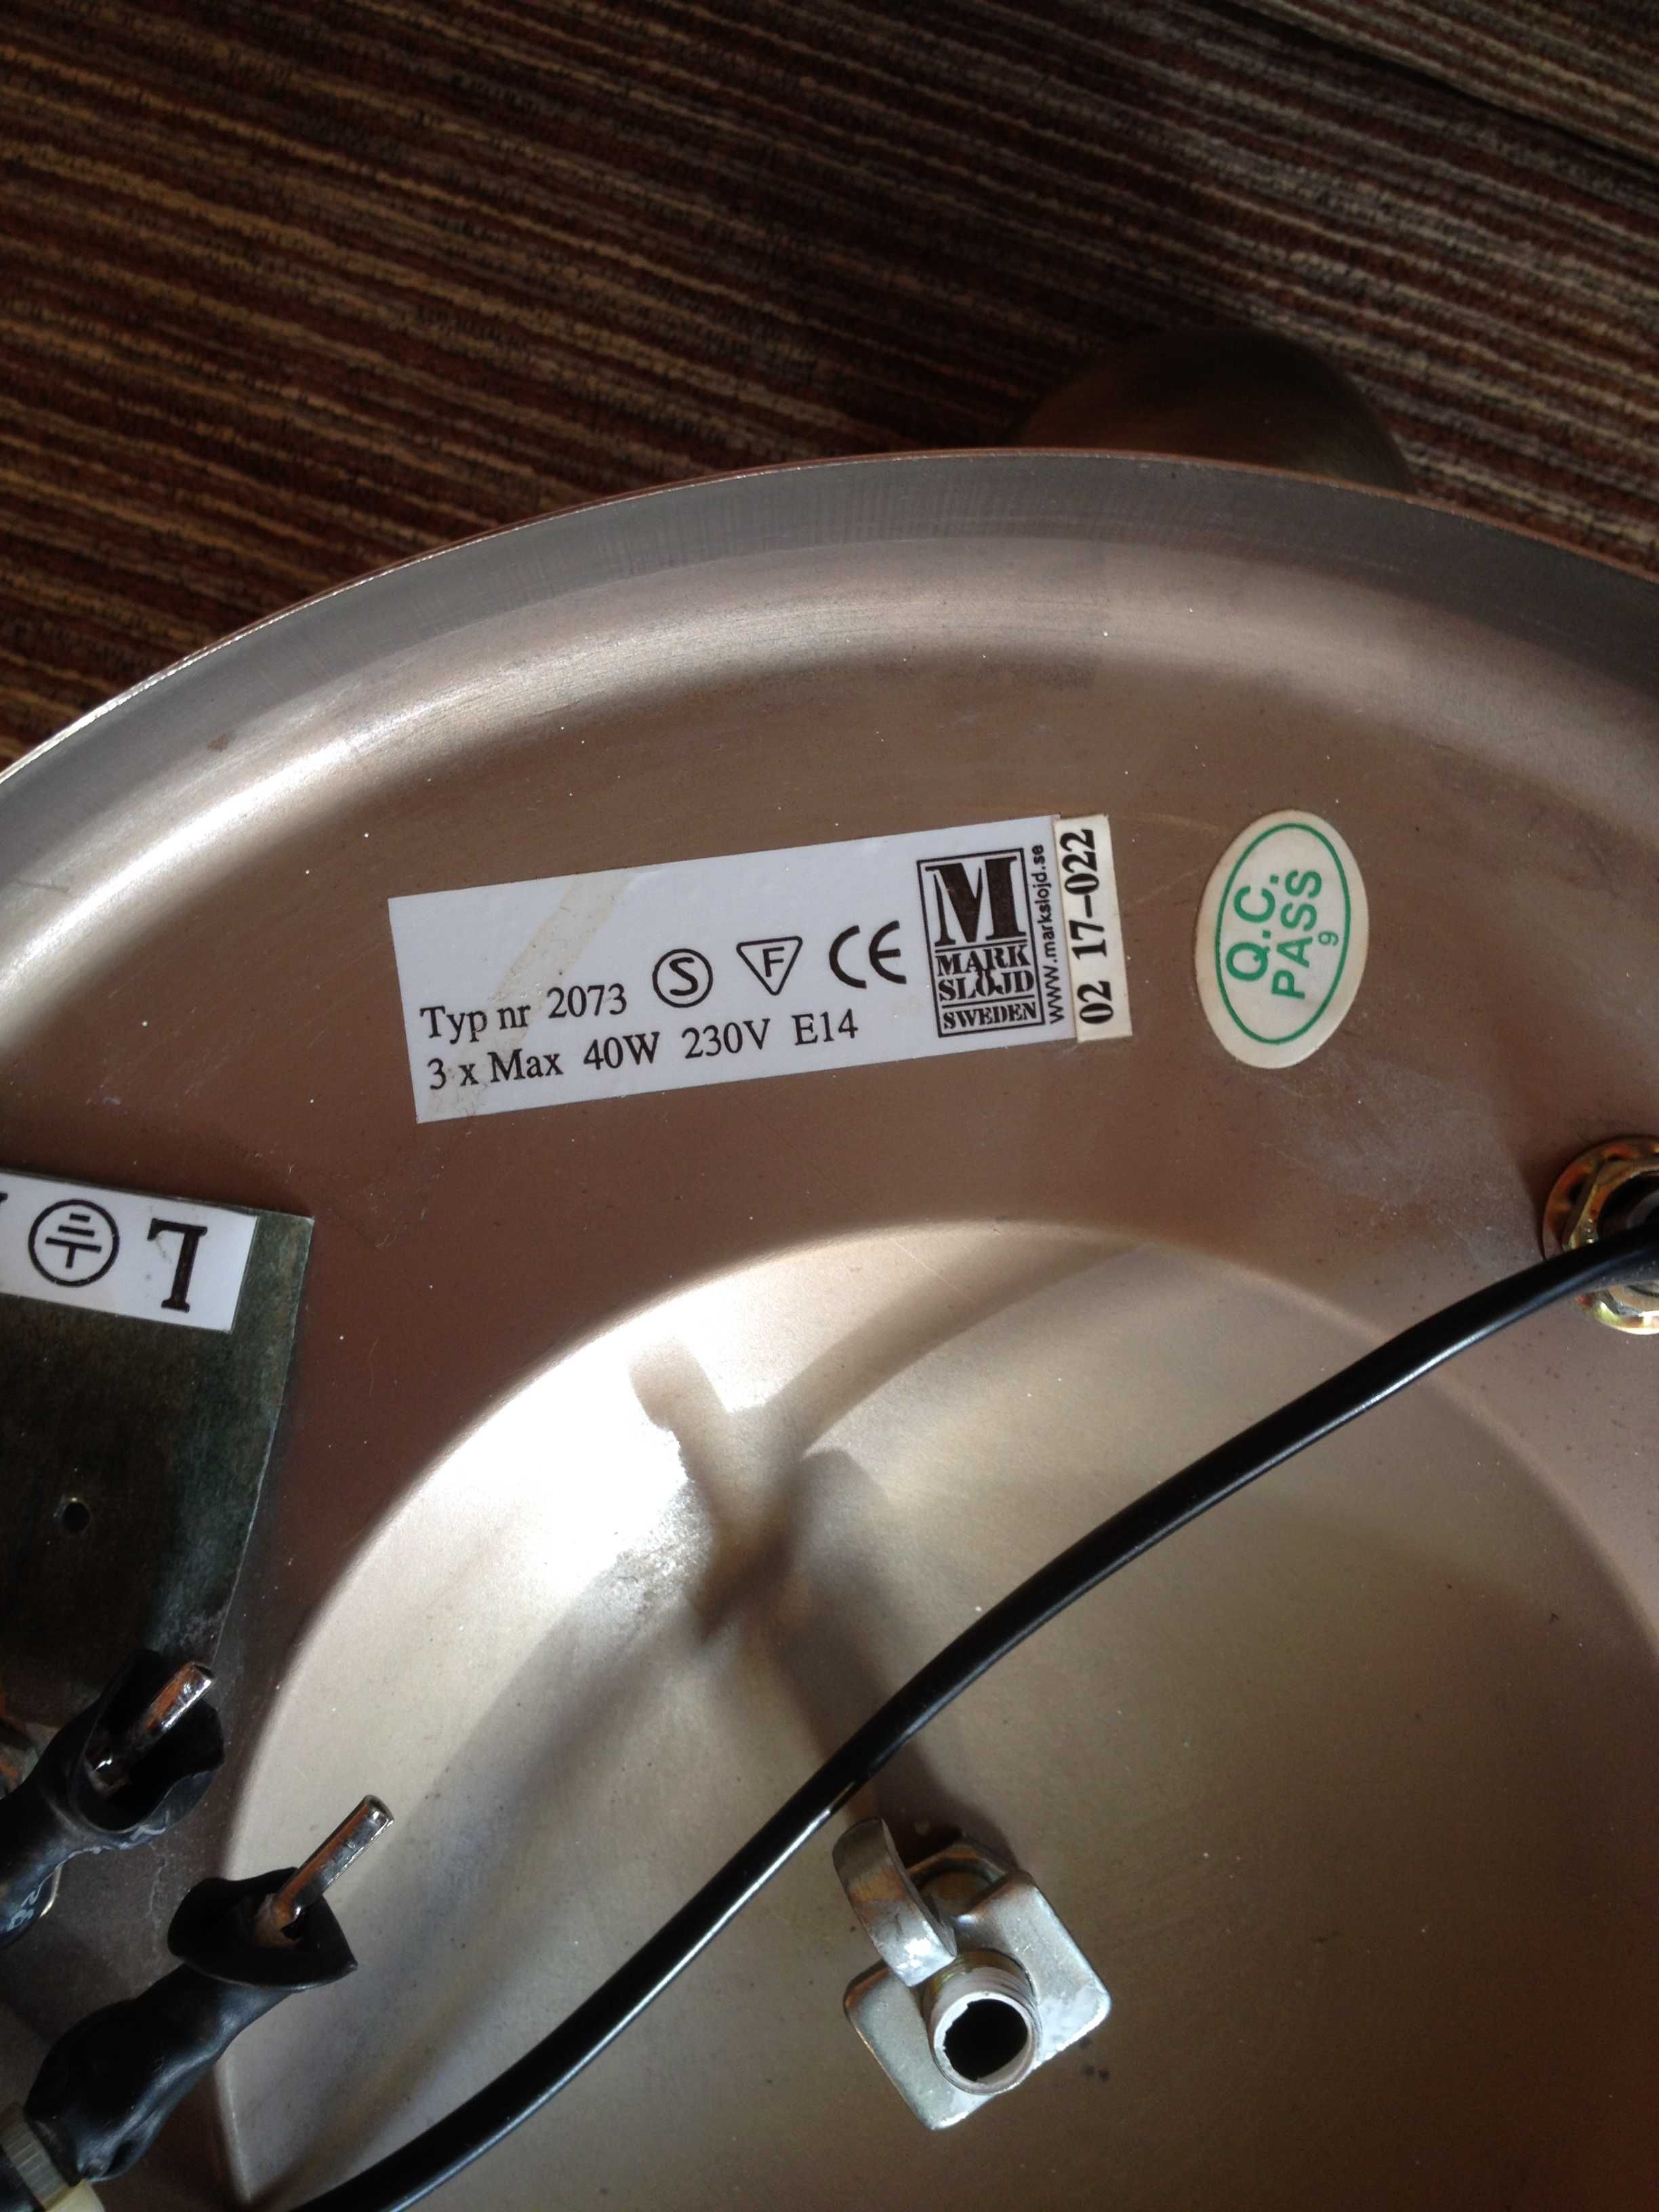 Typ nr 2073 S F CE
3 x Max 40W 230V E14
M
MARK
SLÖJD
SWEDEN
www.markslojd.se
02 17-022
Q.C.
PASS
9
L